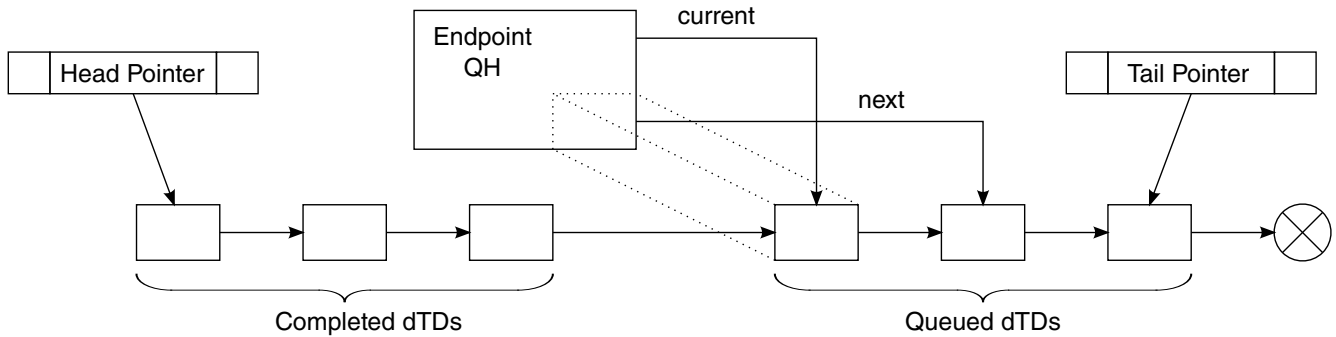 current
Endpoint
QH
Head Pointer
Tail Pointer
next
Completed dTDs
Queued dTDs